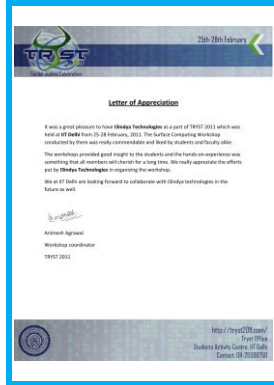 25th-28th February
TRYST
Letter of Appreciation
It was a great pleasure to have I3indya Technologies as a part of TRYST 2011 which was
held at IIT Delhi from 25-28 February, 2011. The Surface Computing Workshop
conducted by them was really commendable and liked by students and faculty alike.
The workshops provided good insight to the students and the hands-on-experience was
something that all members will cherish for a long time. We really appreciate the efforts
put by I3indya Technologies in organizing the workshop.
We at IIT Delhi are looking forward to collaborate with I3indya technologies in the
future as well.
Animesh Agrawal
Workshop coordinator
TRYST 2011
http://tryst2011.com/
Tryst Office
Students Activity Centre, IIT Delhi